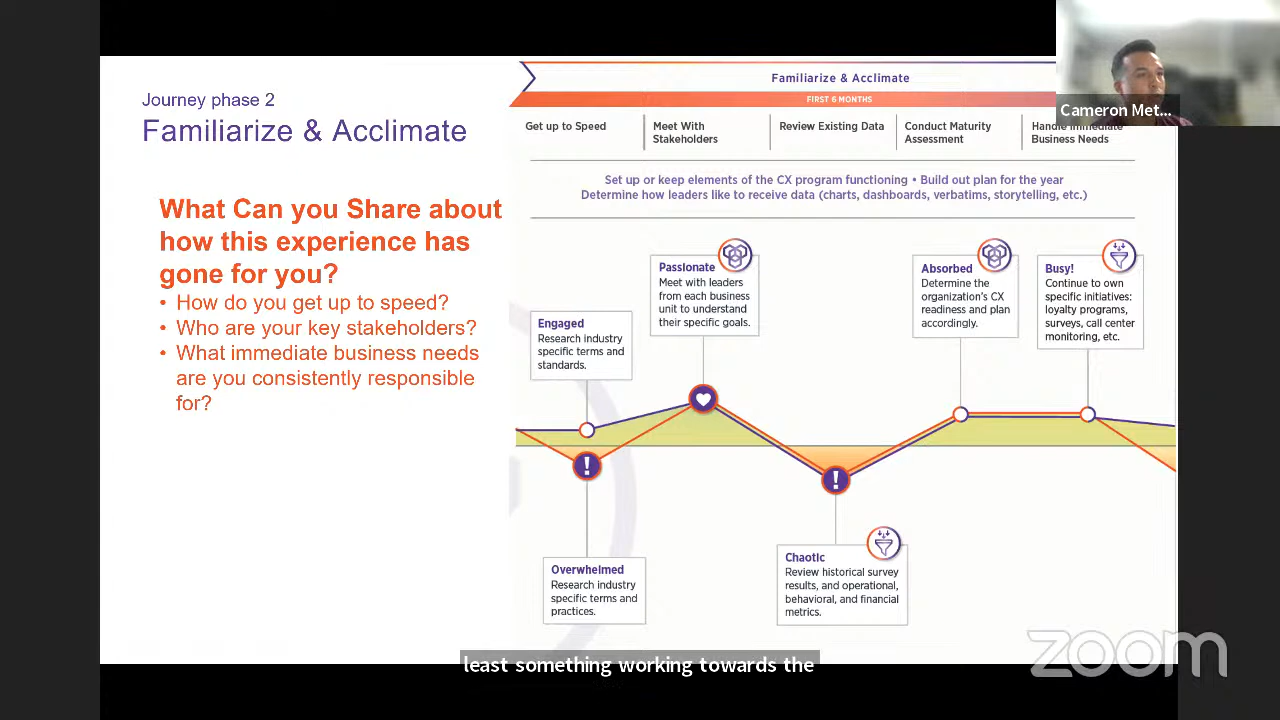 Journey phase 2
Familiarize & Acclimate
What Can you Share about
how this experience has
gone for you?
• How do you get up to speed?
• Who are your key stakeholders?
• What immediate business needs
are you consistently responsible
for?
Familiarize & Acclimate
FIRST 6 MONTHS
Get up to Speed
Meet With
Stakeholders
Review Existing Data
Conduct Maturity
Assessment
Handle Immediate
Business Needs
Set up or keep elements of the CX program functioning • Build out plan for the year
Determine how leaders like to receive data (charts, dashboards, verbatims, storytelling, etc.)
Engaged
Research industry
specific terms and
standards.
Passionate
Meet with leaders
from each business
unit to understand
their specific goals.
Absorbed
Determine the
organization's CX
readiness and plan
accordingly.
Busy!
Continue to own
specific initiatives:
loyalty programs,
surveys, call center
monitoring, etc.
!
!
Overwhelmed
Research industry
specific terms and
practices.
Chaotic
Review historical survey
results, and operational,
behavioral, and financial
metrics.
Cameron Met...
least something working towards the
zoom